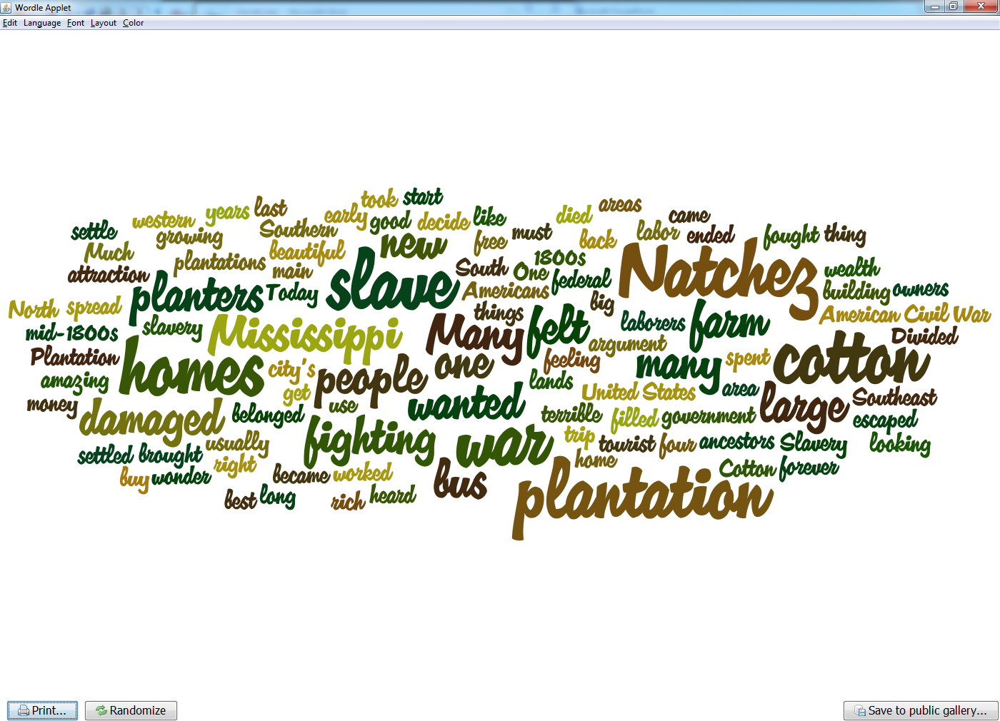 Wordle Applet
Edit Language Font Layout Color
took start
western years last early good decide like died areas
settle growing Southern new free must back labor came ended fought thing
Much plantations beautiful main slave South One 1800s federal Natchez wealth
attraction planters Today Americans big building owners
North spread slavery Mississippi Many things felt laborers farm American Civil War
mid-1800s argument Divided
Plantation homes city's people one feeling many spent cotton
amazing get lands United States area
money damaged belonged use wanted terrible filled government large Southeast
usually fighting war trip tourist four ancestors Slavery escaped
settled brought right home looking
buy wonder became worked bus Cotton forever
best long rich heard plantation
Print...
Randomize
Save to public gallery...